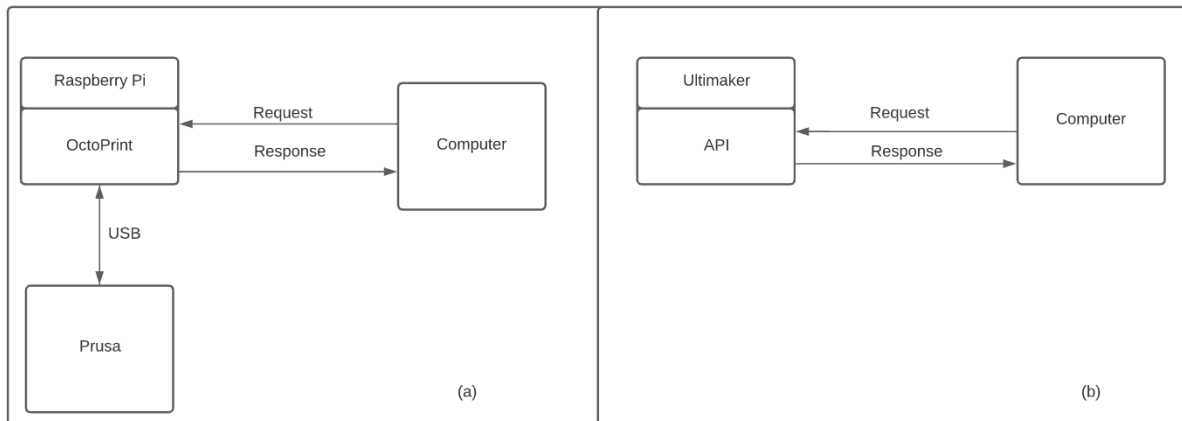 Raspberry Pi
OctoPrint
Request
Response
Computer
USB
Prusa
(a)
Ultimaker
API
Request
Response
Computer
(b)